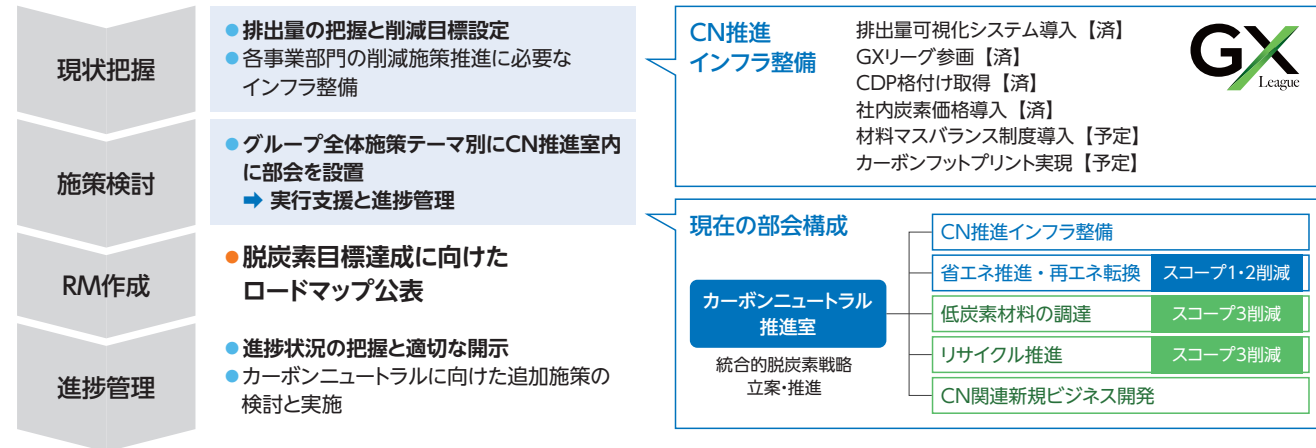 現状把握
●排出量の把握と削減目標設定
●各事業部門の削減施策推進に必要な
インフラ整備
施策検討
●グループ全体施策テーマ別にCN推進室内
に部会を設置
➡ 実行支援と進捗管理
RM作成
●脱炭素目標達成に向けた
ロードマップ公表
進捗管理
●進捗状況の把握と適切な開示
●カーボンニュートラルに向けた追加施策の
検討と実施
CN推進
インフラ整備
排出量可視化システム導入【済】
GXリーグ参画【済】
CDP格付け取得【済】
社内炭素価格導入【済】
材料マスバランス制度導入【予定】
カーボンフットプリント実現【予定】
GX
League
現在の部会構成
カーボンニュートラル
推進室
統合的脱炭素戦略
立案・推進
CN推進インフラ整備
省エネ推進・再エネ転換 スコープ1・2削減
低炭素材料の調達 スコープ3削減
リサイクル推進 スコープ3削減
CN関連新規ビジネス開発